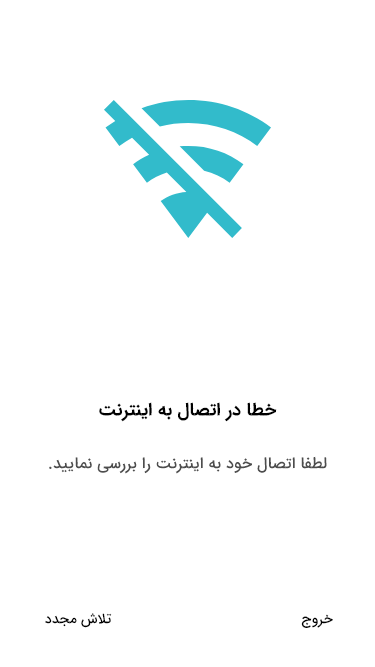 خطا در اتصال به اینترنت
لطفا اتصال خود به اینترنت را بررسی نمایید.
خروج
تلاش مجدد